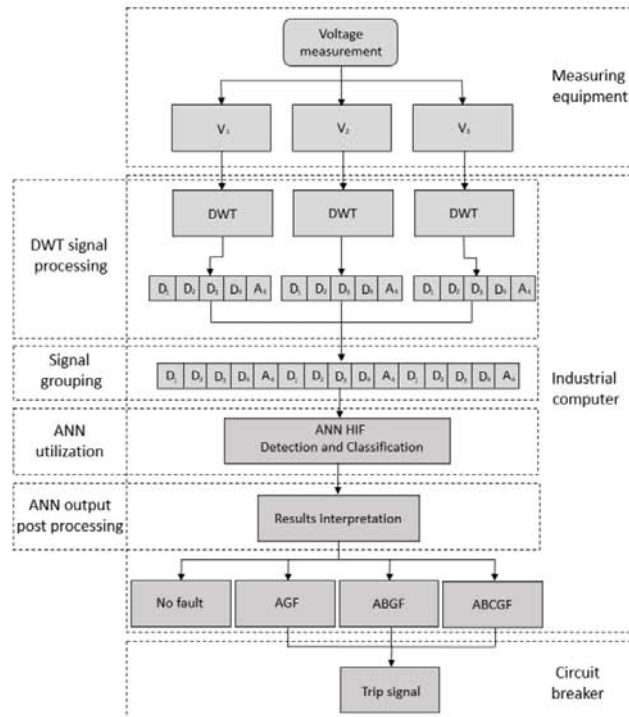 Voltage
measurement
Measuring
equipment
V₁ V₂ V₃
DWT DWT DWT
DWT signal
processing
D₁ D₂ D₃ D₄ A₄ D₁ D₂ D₃ D₄ A₄ D₁ D₂ D₃ D₄ A₄
Signal
grouping
D₁ D₂ D₃ D₄ A₄ D₁ D₂ D₃ D₄ A₄ D₁ D₂ D₃ D₄ A₄
Industrial
computer
ANN
utilization
ANN HIF
Detection and Classification
ANN output
post processing
Results Interpretation
No fault AGF ABGF ABCGF
Trip signal
Circuit
breaker